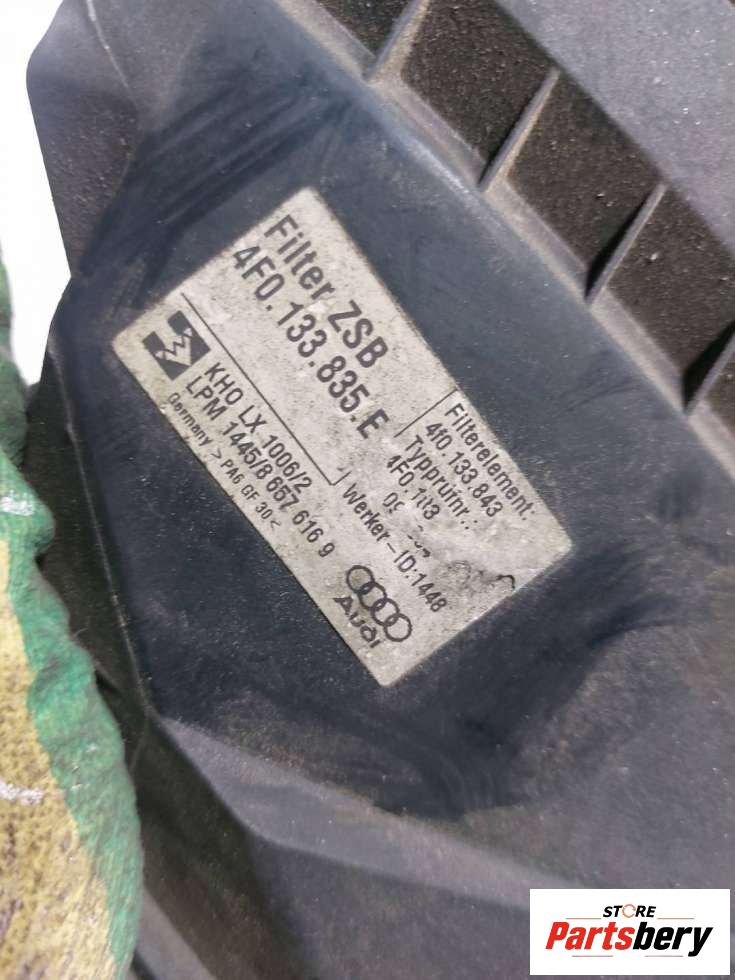 Filter ZSB
4F0.133.835.E
KHO LX 1006/2
LPM 1445/8 657 616 9
Germany >PA6 GF 30<
Filterelement:
4f0.133.843
Typprüfnr.:
Werker-ID:1448
Audi
STORE
Partsbery